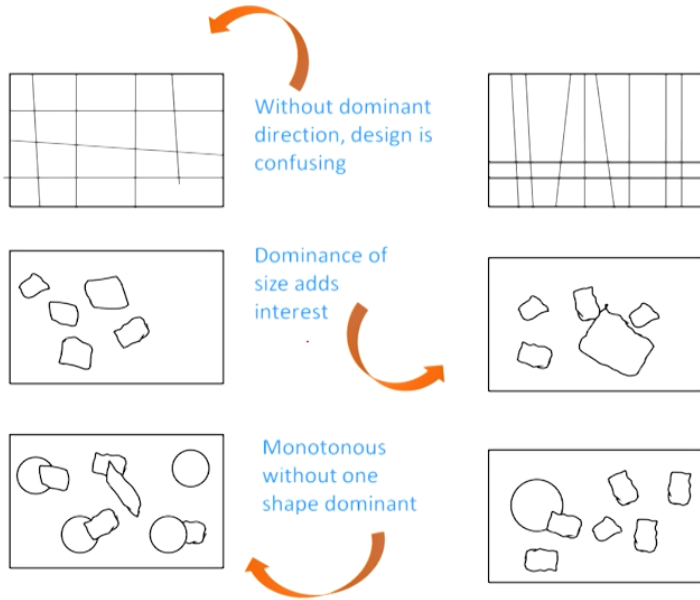 Without dominant
direction, design is
confusing
Dominance of
size adds
interest
Monotonous
without one
shape dominant